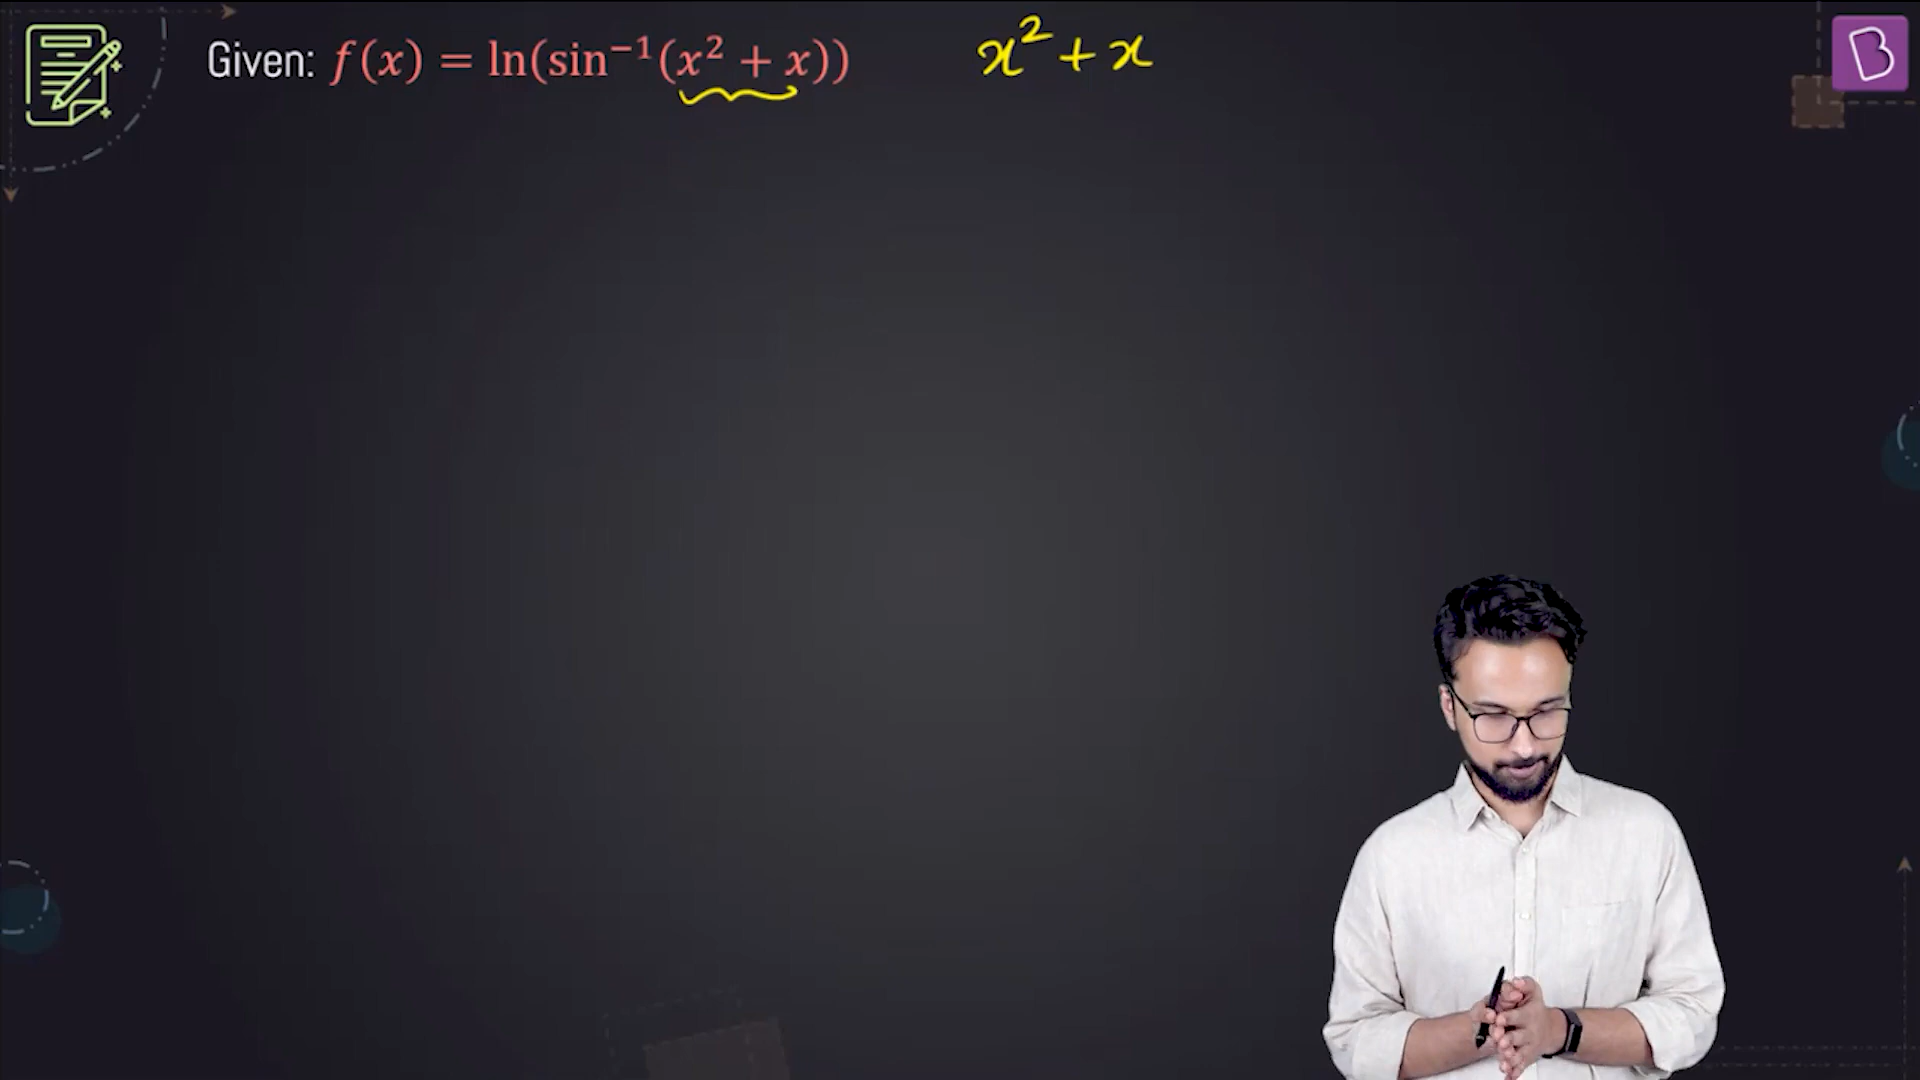 Given: f(x) = ln(sin⁻¹(x² + x)) x² + x
B